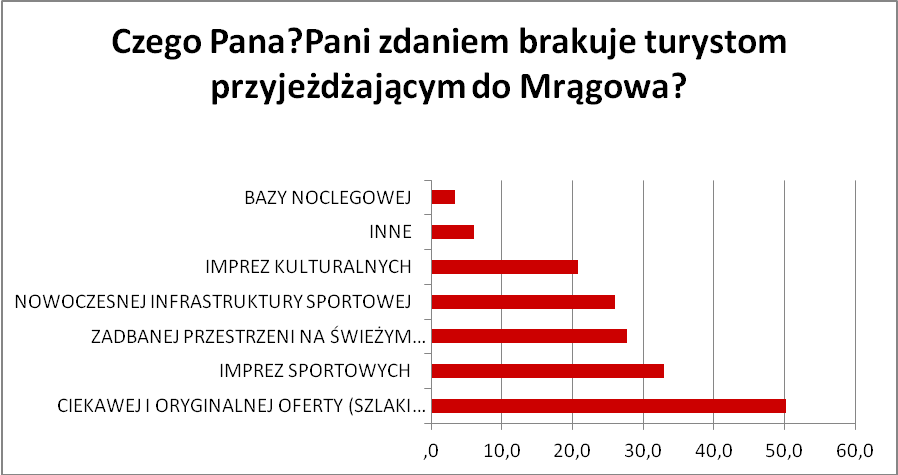 Czego Pana?Pani zdaniem brakuje turystom
przyjeżdżającym do Mrągowa?
BAZY NOCLEGOWEJ
INNE
IMPREZ KULTURALNYCH
NOWOCZESNEJ INFRASTRUKTURY SPORTOWEJ
ZADBANEJ PRZESTRZENI NA ŚWIEŻYM...
IMPREZ SPORTOWYCH
CIEKAWEJ I ORYGINALNEJ OFERTY (SZLAKI...
,0 10,0 20,0 30,0 40,0 50,0 60,0